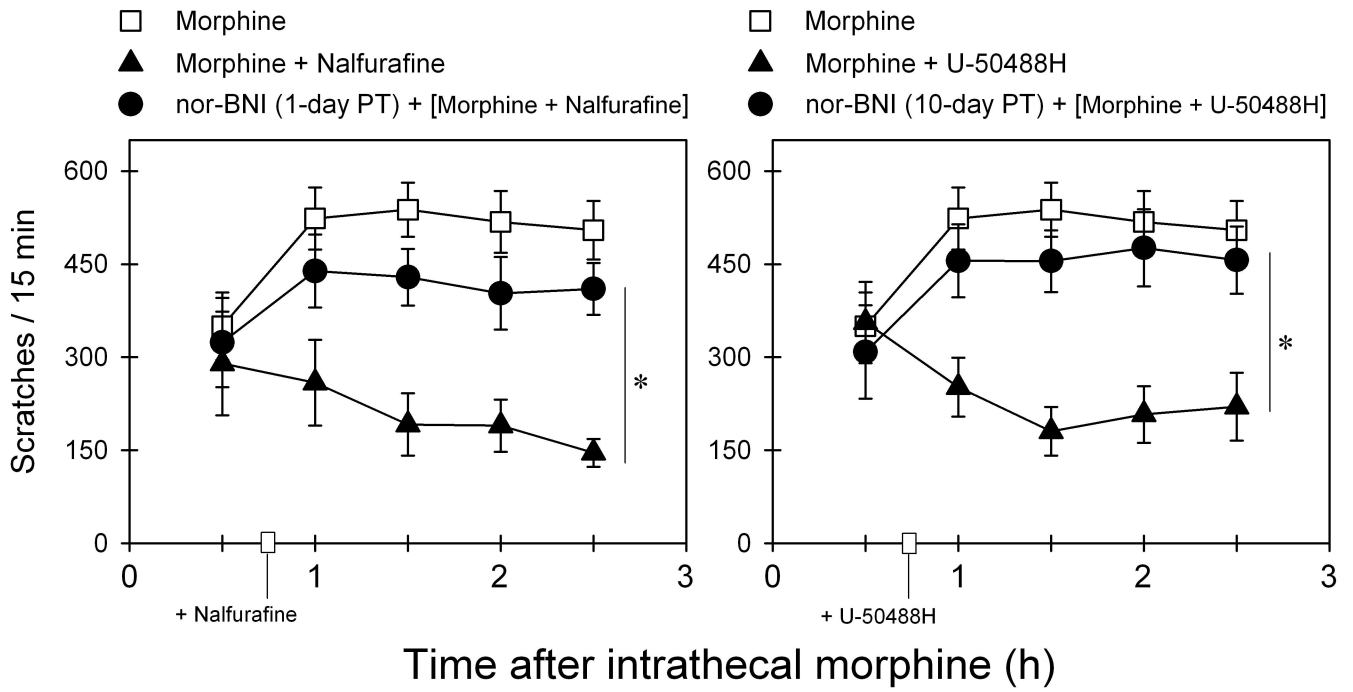 Morphine
Morphine + Nalfurafine
nor-BNI (1-day PT) + [Morphine + Nalfurafine]
Morphine
Morphine + U-50488H
nor-BNI (10-day PT) + [Morphine + U-50488H]
Scratches / 15 min
600
450
300
150
0
*
0
1
2
3
+ Nalfurafine
600
450
300
150
0
*
0
1
2
3
+ U-50488H
Time after intrathecal morphine (h)